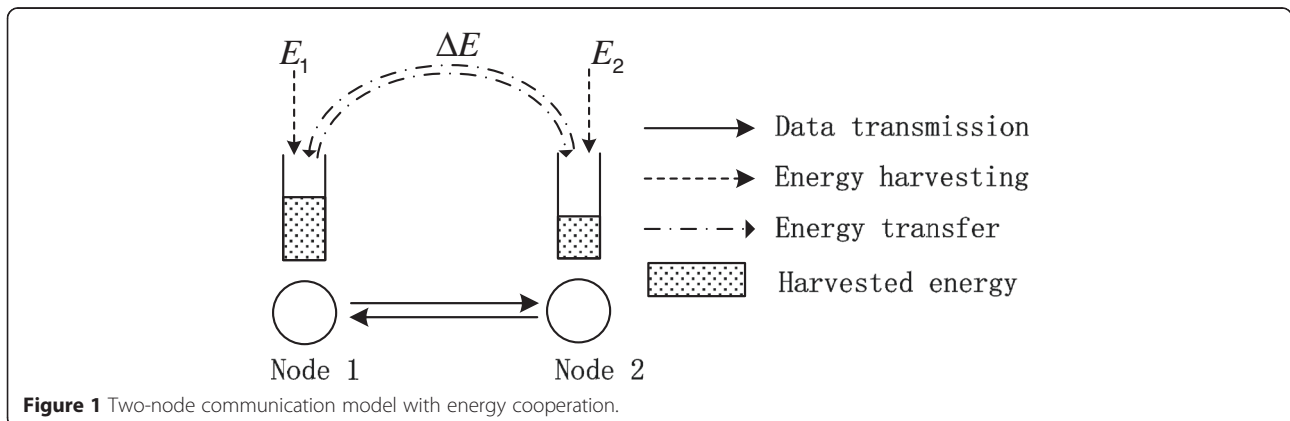 E₁
ΔE
E₂
Data transmission
Energy harvesting
Energy transfer
Harvested energy
Node 1
Node 2
Figure 1 Two-node communication model with energy cooperation.